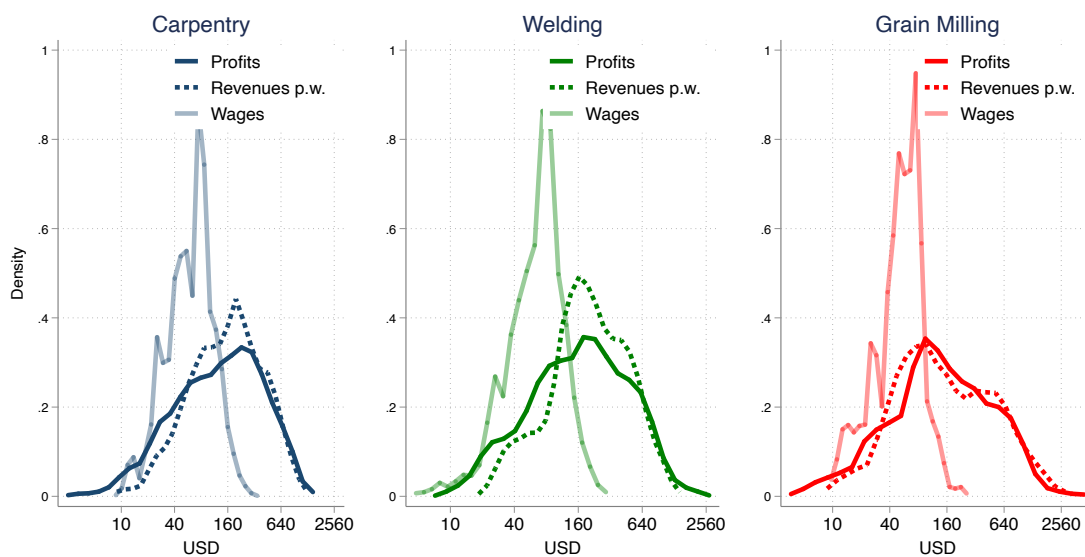 Carpentry
Welding
Grain Milling
Profits
Revenues p.w.
Wages
Profits
Revenues p.w.
Wages
Profits
Revenues p.w.
Wages
Density
1
.8
.6
.4
.2
0
10 40 160 640 2560
USD
1
.8
.6
.4
.2
0
10 40 160 640 2560
USD
1
.8
.6
.4
.2
0
10 40 160 640 2560
USD